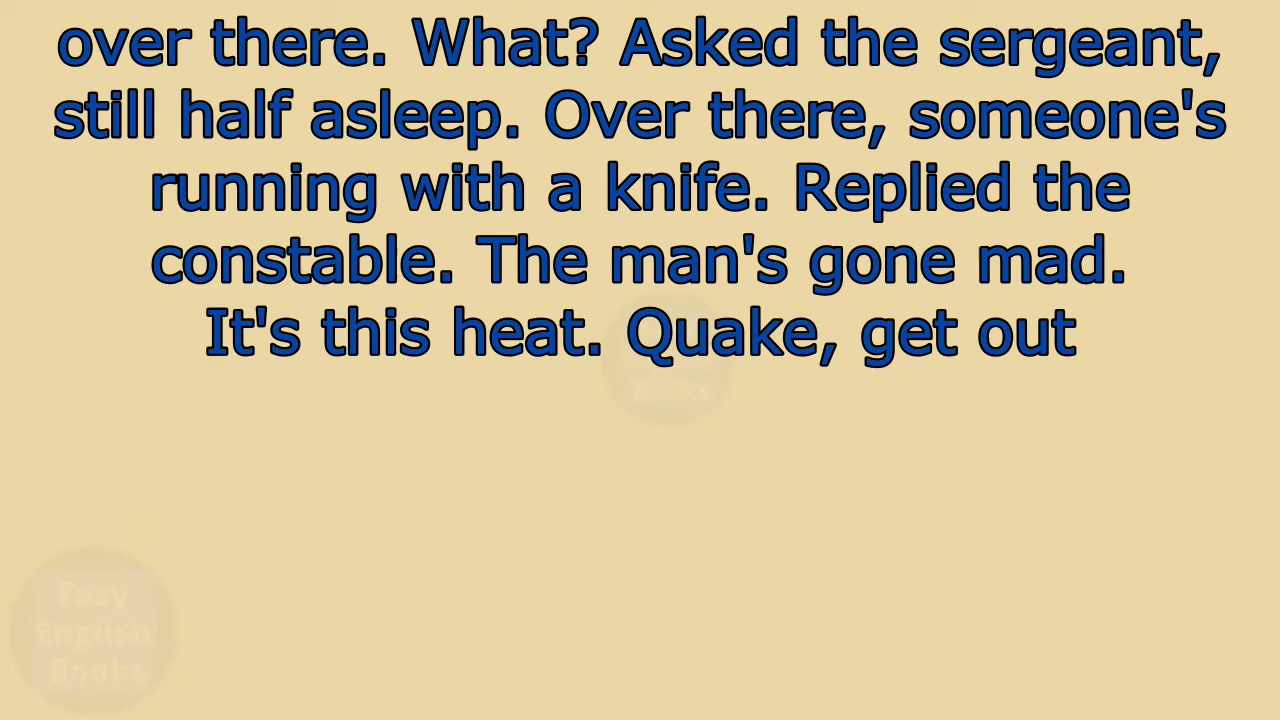 over there. What? Asked the sergeant,
still half asleep. Over there, someone's
running with a knife. Replied the
constable. The man's gone mad.
It's this heat. Quake, get out
Books
Easy
English
Books